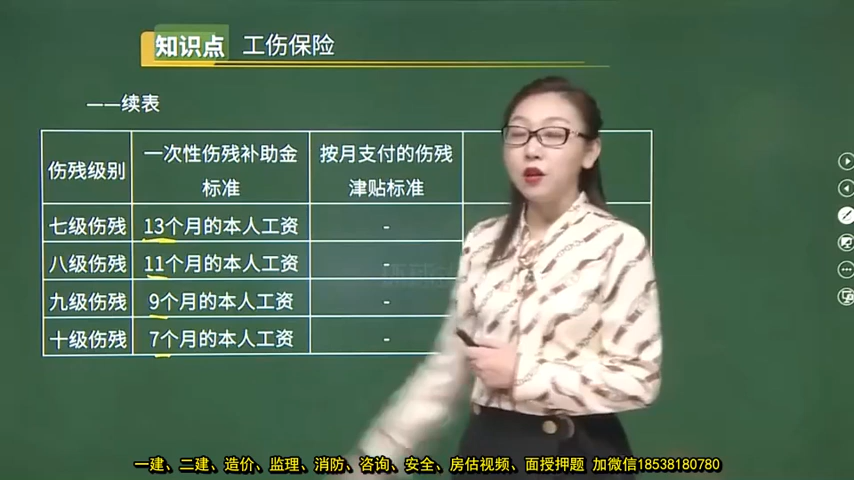 知识点 工伤保险
——续表
伤残级别 一次性伤残补助金标准 按月支付的伤残津贴标准
七级伤残 13个月的本人工资 -
八级伤残 11个月的本人工资 -
九级伤残 9个月的本人工资 -
十级伤残 7个月的本人工资 -
一建、二建、造价、监理、消防、咨询、安全、房估视频、面授押题 加微信18538180780